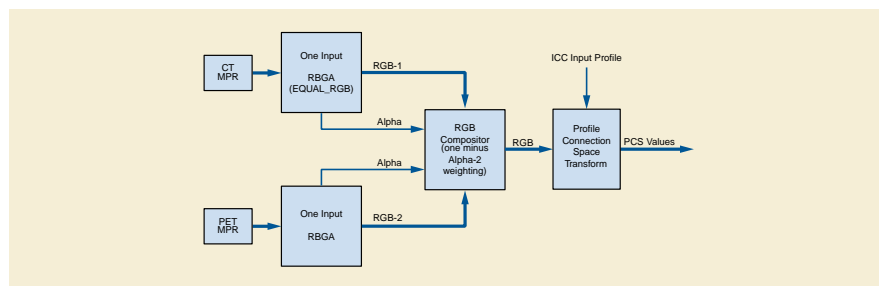 CT
MPR
One Input
RBGA
(EQUAL_RGB)
RGB-1
Alpha
ICC Input Profile
RGB
Compositor
(one minus
Alpha-2
weighting)
RGB
Profile
Connection
Space
Transform
PCS Values
Alpha
PET
MPR
One Input
RBGA
RGB-2